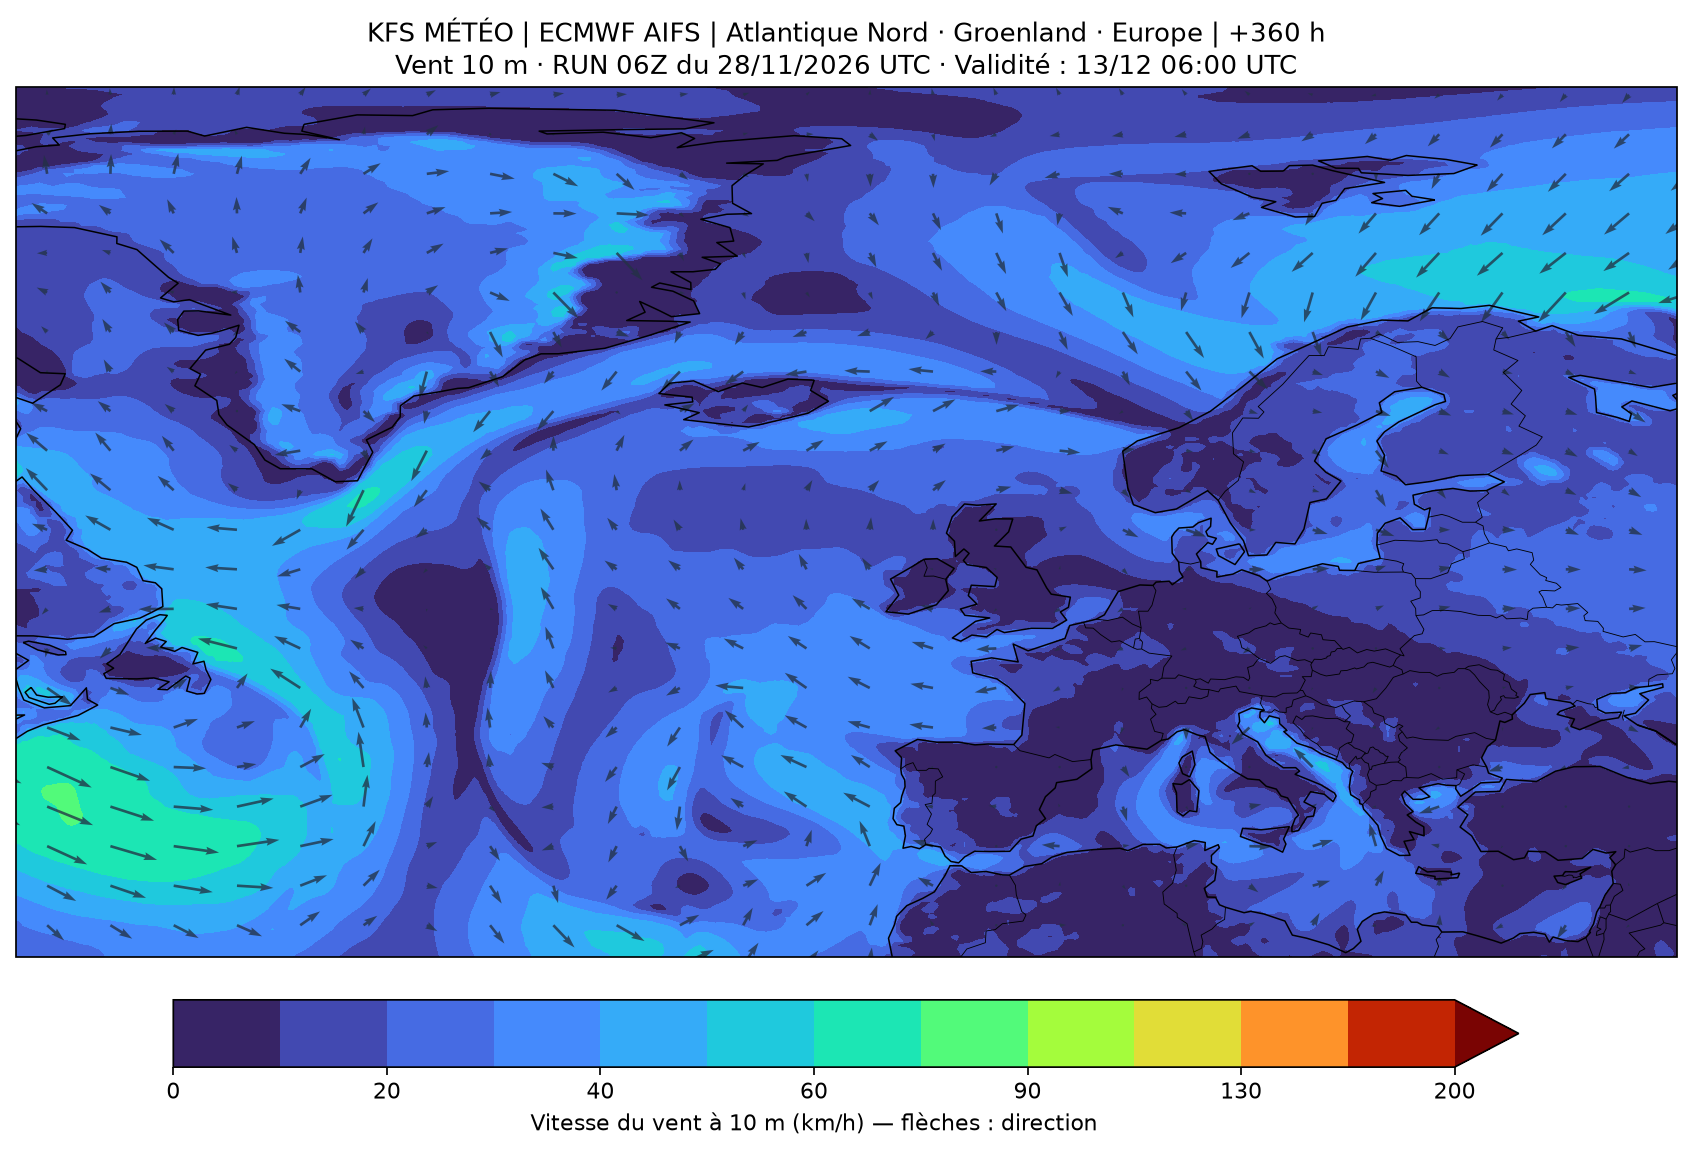 KFS MÉTÉO | ECMWF AIFS | Atlantique Nord · Groenland · Europe | +360 h
Vent 10 m · RUN 06Z du 28/11/2026 UTC · Validité : 13/12 06:00 UTC
0 20 40 60 90 130 200
Vitesse du vent à 10 m (km/h) — flèches : direction